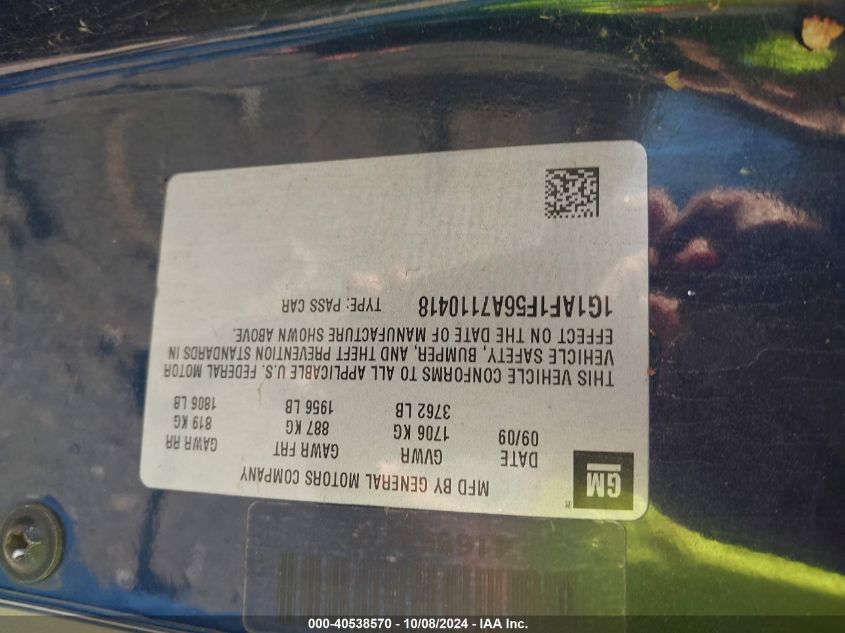 MFD BY GENERAL MOTORS COMPANY
GM
DATE GVWR GAWR FRT GAWR RR
09/09 1706 KG 887 KG 819 KG
3762 LB 1956 LB 1806 LB
THIS VEHICLE CONFORMS TO ALL APPLICABLE U.S. FEDERAL MOTOR
VEHICLE SAFETY, BUMPER, AND THEFT PREVENTION STANDARDS IN
EFFECT ON THE DATE OF MANUFACTURE SHOWN ABOVE.
1G1AF1F56A7110418 TYPE: PASS CAR
000-40538570 - 10/08/2024 - IAA Inc.